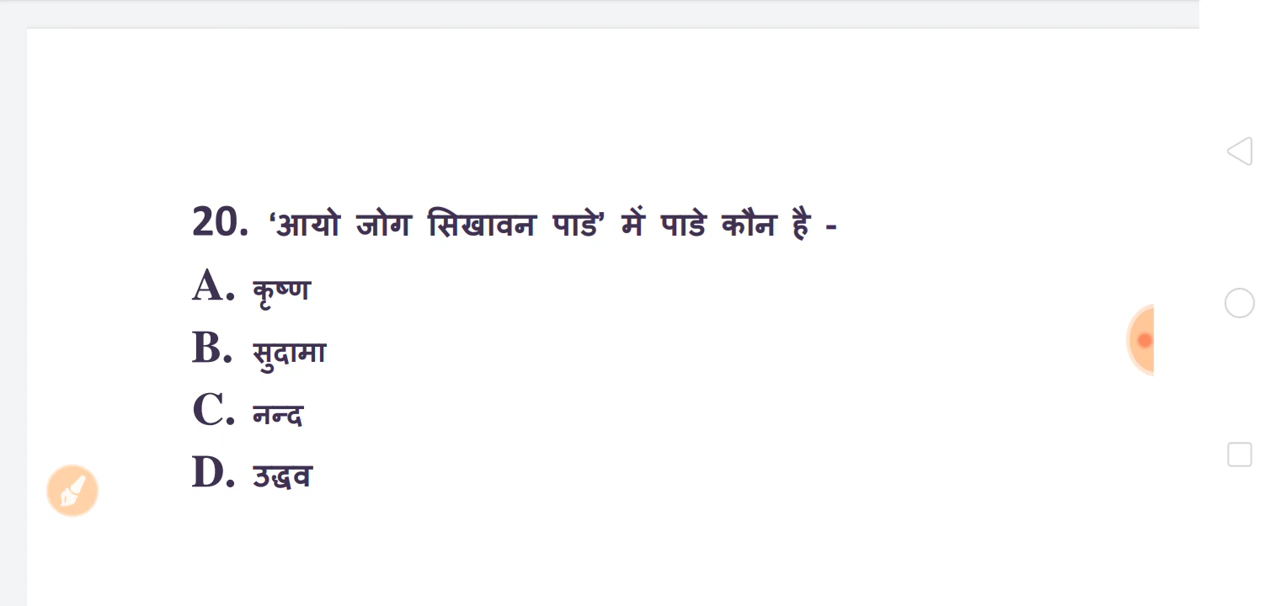 20. ‘आयो जोग सिखावन पाडे’ में पाडे कौन है -
A. कृष्ण
B. सुदामा
C. नन्द
D. उद्धव